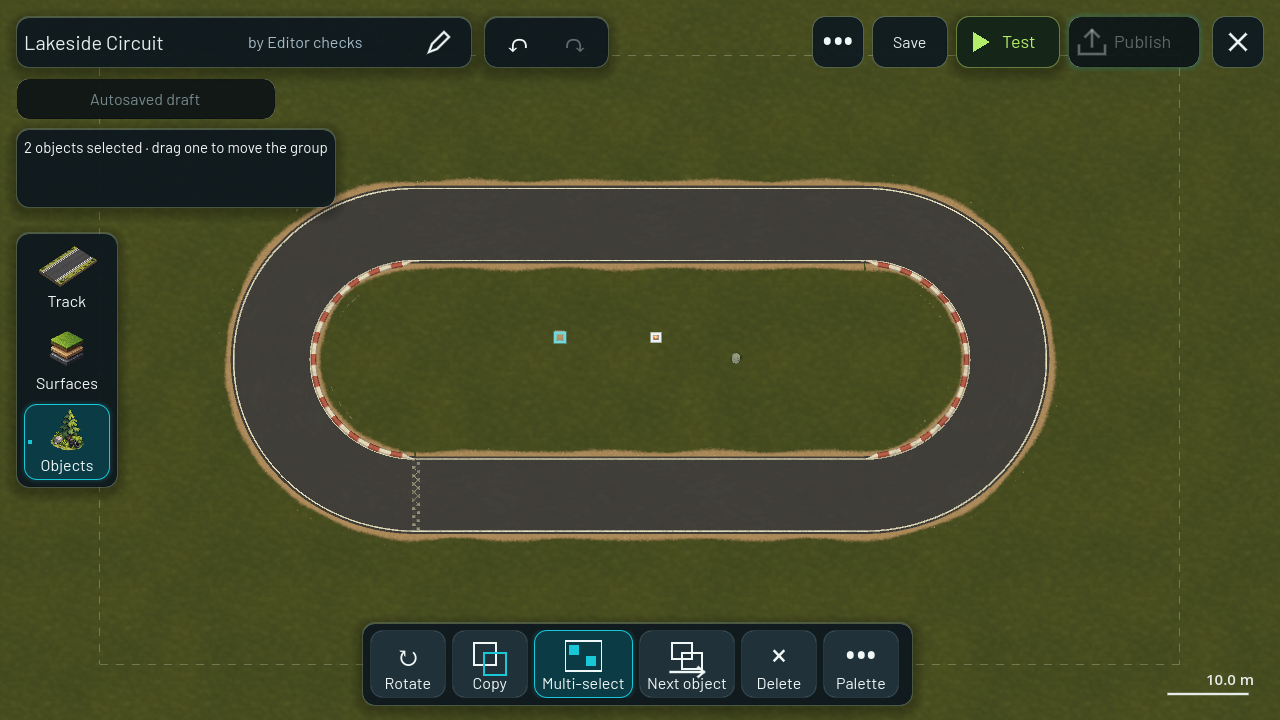 Lakeside Circuit
by Editor checks
Save
Test
Publish
Autosaved draft
2 objects selected · drag one to move the group
Track
Surfaces
Objects
Rotate
Copy
Multi-select
Next object
Delete
Palette
10.0 m